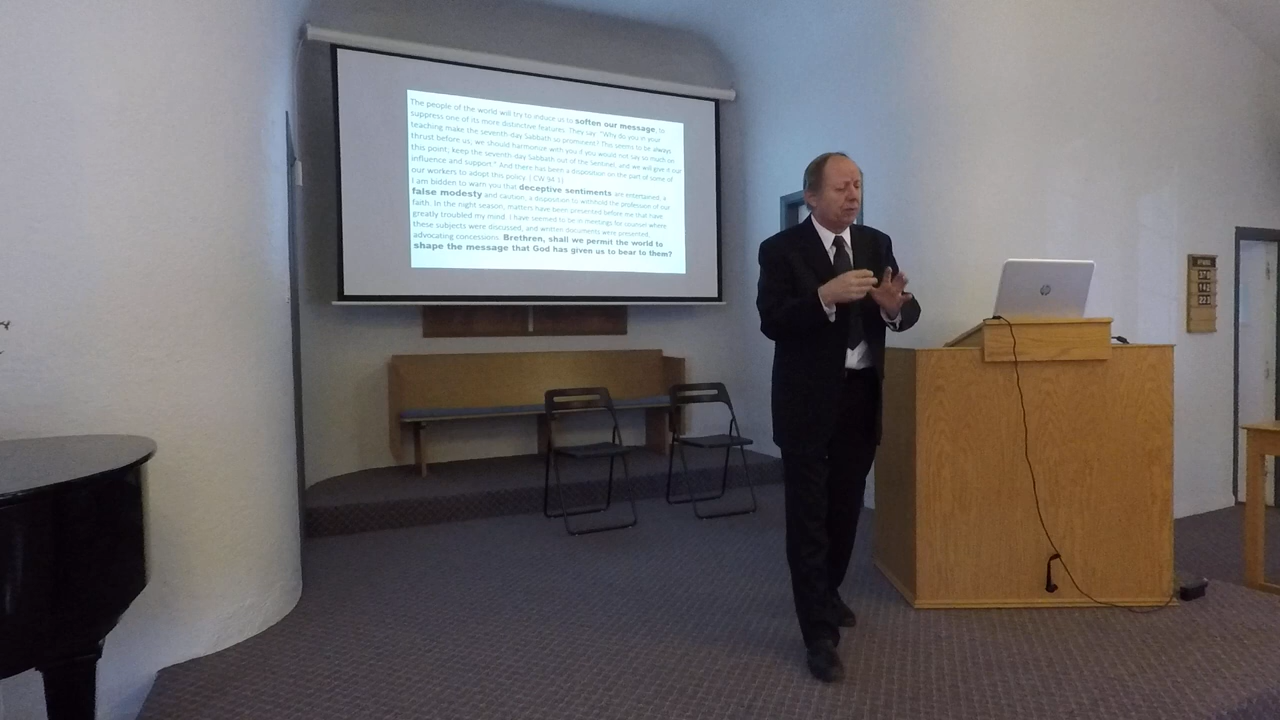 The people of the world will try to induce us to soften our message, to
suppress one of its more distinctive features. They say: "Why do you in your
teaching make the seventh-day Sabbath so prominent? This seems to be always
thrust before us; we should harmonize with you if you would not say so much on
this point; keep the seventh-day Sabbath out of the Sentinel, and we will give it our
influence and support." And there has been a disposition on the part of some of
our workers to adopt this policy. { CW 94.1}
I am bidden to warn you that deceptive sentiments are entertained, a
false modesty and caution, a disposition to withhold the profession of our
faith. In the night season, matters have been presented before me that have
greatly troubled my mind. I have seemed to be in meetings for counsel where
these subjects were discussed, and written documents were presented,
advocating concessions. Brethren, shall we permit the world to
shape the message that God has given us to bear to them?
hp
HYMNS
142
223